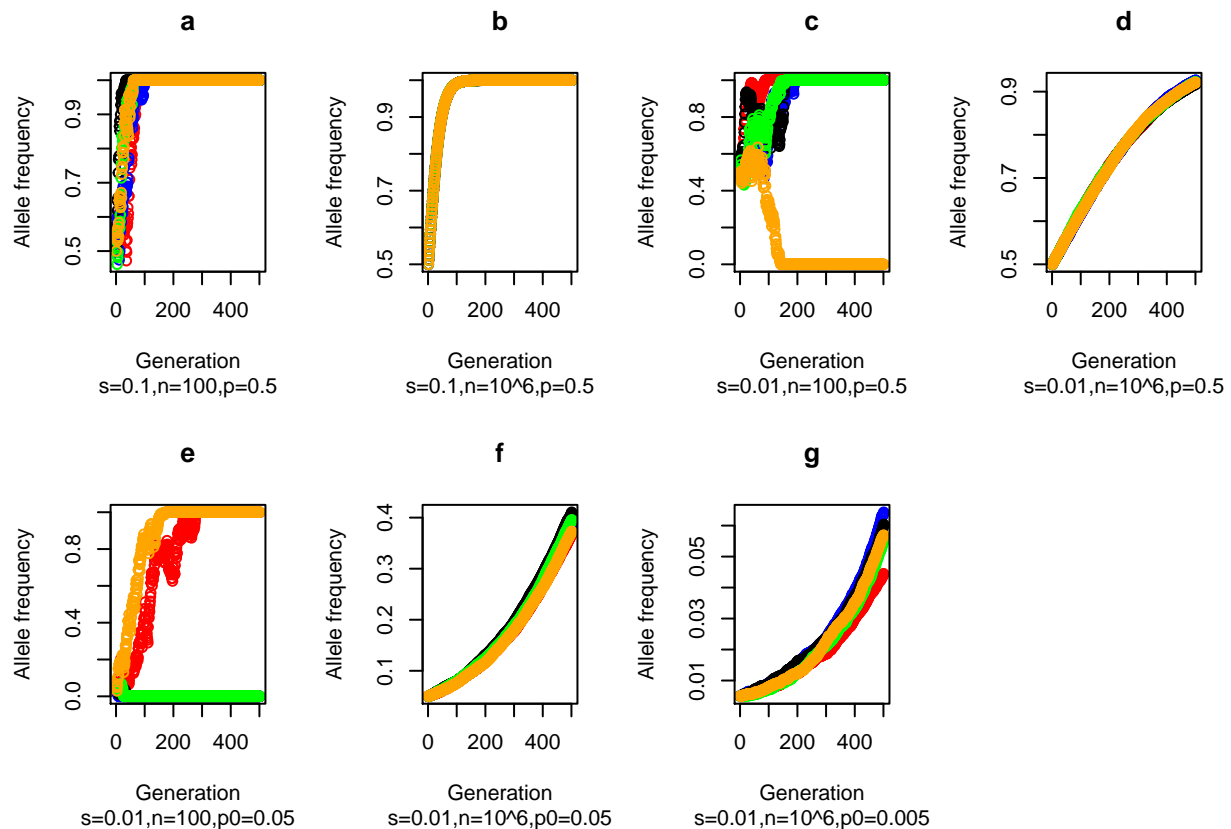 a
Allele frequency
0.5 0.7 0.9
0 200 400
Generation
s=0.1,n=100,p=0.5
b
Allele frequency
0.5 0.7 0.9
0 200 400
Generation
s=0.1,n=10^6,p=0.5
c
Allele frequency
0.0 0.4 0.8
0 200 400
Generation
s=0.01,n=100,p=0.5
d
Allele frequency
0.5 0.7 0.9
0 200 400
Generation
s=0.01,n=10^6,p=0.5
e
Allele frequency
0.0 0.4 0.8
0 200 400
Generation
s=0.01,n=100,p0=0.05
f
Allele frequency
0.1 0.2 0.3 0.4
0 200 400
Generation
s=0.01,n=10^6,p0=0.05
g
Allele frequency
0.01 0.03 0.05
0 200 400
Generation
s=0.01,n=10^6,p0=0.005